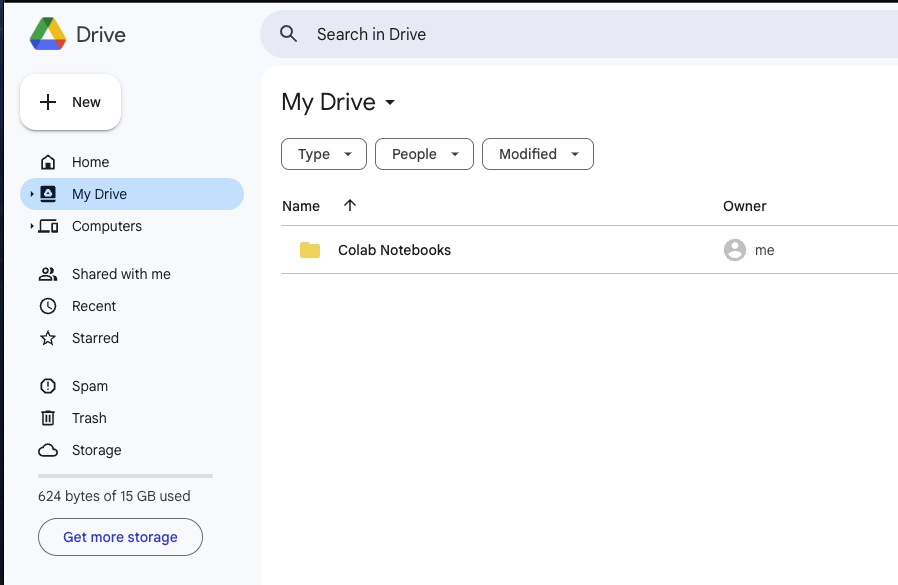 Drive
Search in Drive
New
Home
My Drive
Computers
Shared with me
Recent
Starred
Spam
Trash
Storage
624 bytes of 15 GB used
Get more storage
My Drive
Type
People
Modified
Name
Owner
Colab Notebooks
me